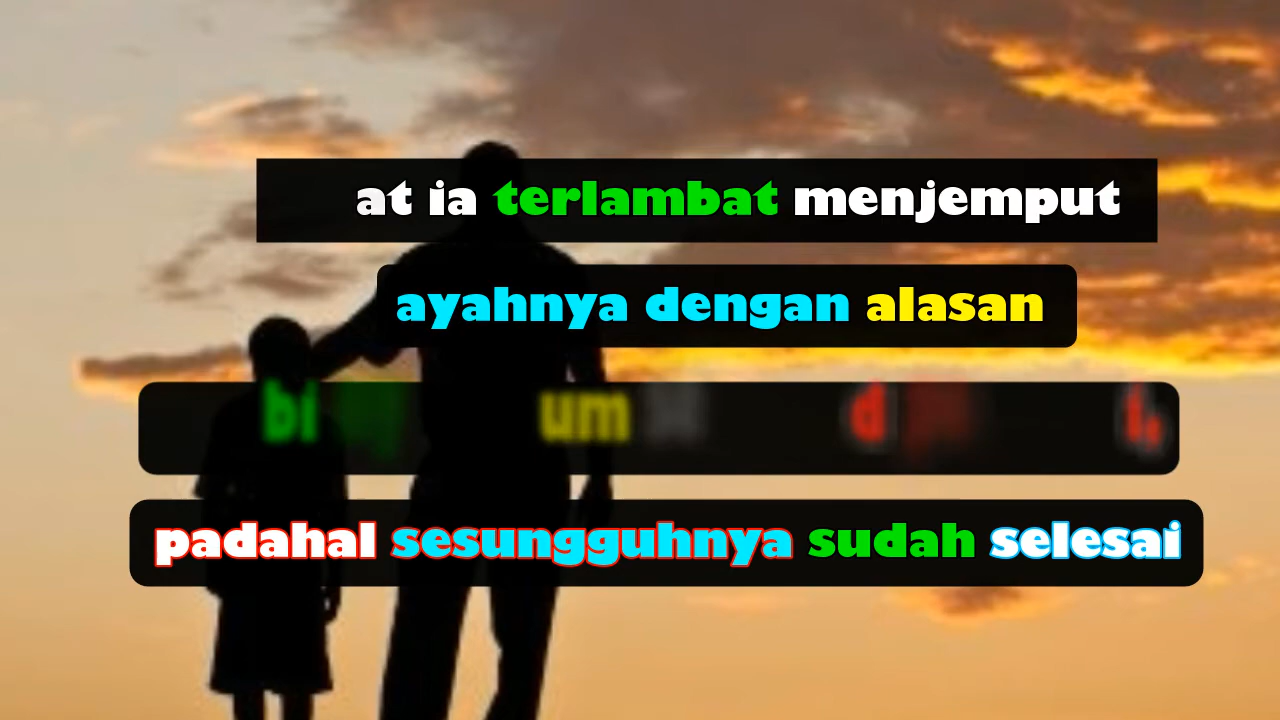 at ia terlambat menjemput
ayahnya dengan alasan
padahal sesungguhnya sudah selesai